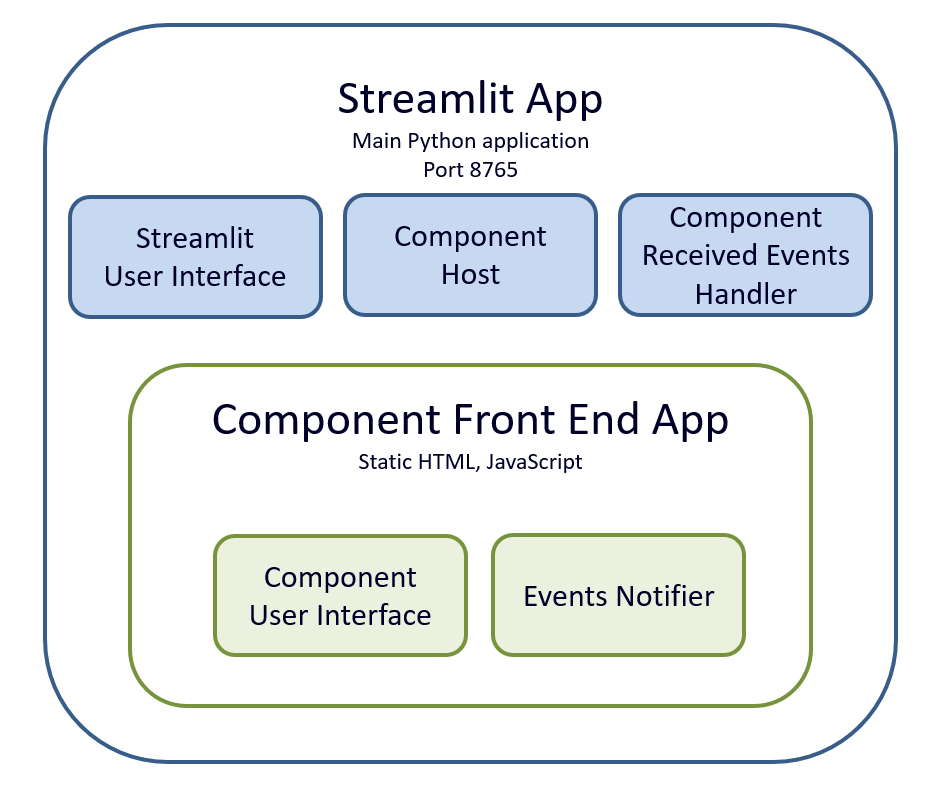 Streamlit App
Main Python application
Port 8765
Streamlit
User Interface
Component
Host
Component
Received Events
Handler
Component Front End App
Static HTML, JavaScript
Component
User Interface
Events Notifier